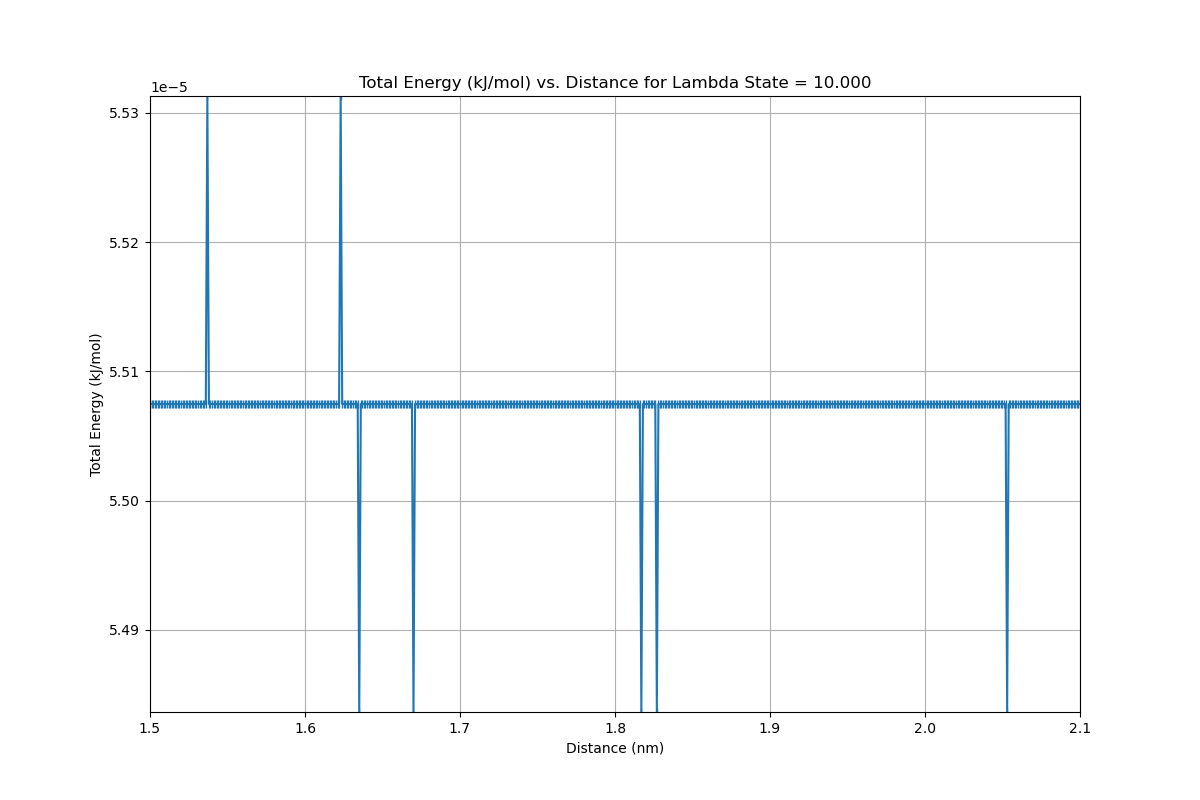 Total Energy (kJ/mol) vs. Distance for Lambda State = 10.000
1e−5
5.53
5.52
5.51
5.50
5.49
Total Energy (kJ/mol)
1.5 1.6 1.7 1.8 1.9 2.0 2.1
Distance (nm)